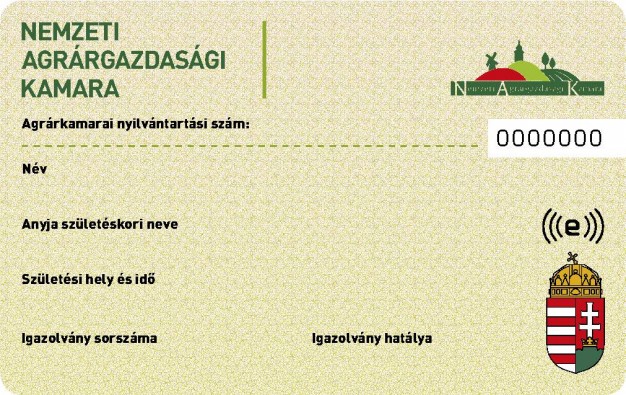 NEMZETI
AGRÁRGAZDASÁGI
KAMARA
Nemzeti Agrárgazdasági Kamara
Agrárkamarai nyilvántartási szám:
0000000
Név
Anyja születéskori neve
((( e )))
Születési hely és idő
Igazolvány sorszáma
Igazolvány hatálya